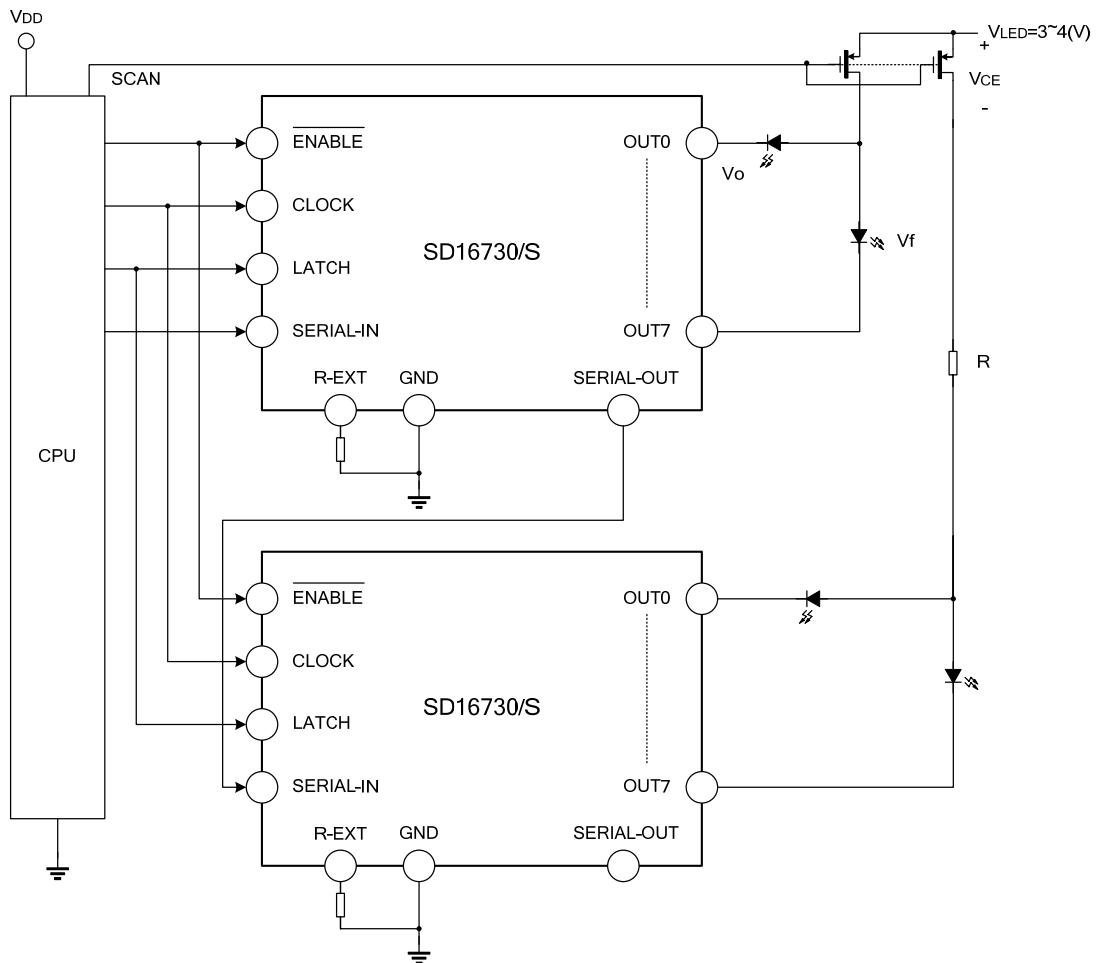 VDD
VLED=3~4(V)
+
SCAN
VCE
-
ENABLE
OUT0
Vo
CLOCK
SD16730/S
Vf
LATCH
SERIAL-IN
OUT7
R-EXT
GND
SERIAL-OUT
R
CPU
ENABLE
OUT0
CLOCK
SD16730/S
LATCH
SERIAL-IN
OUT7
R-EXT
GND
SERIAL-OUT